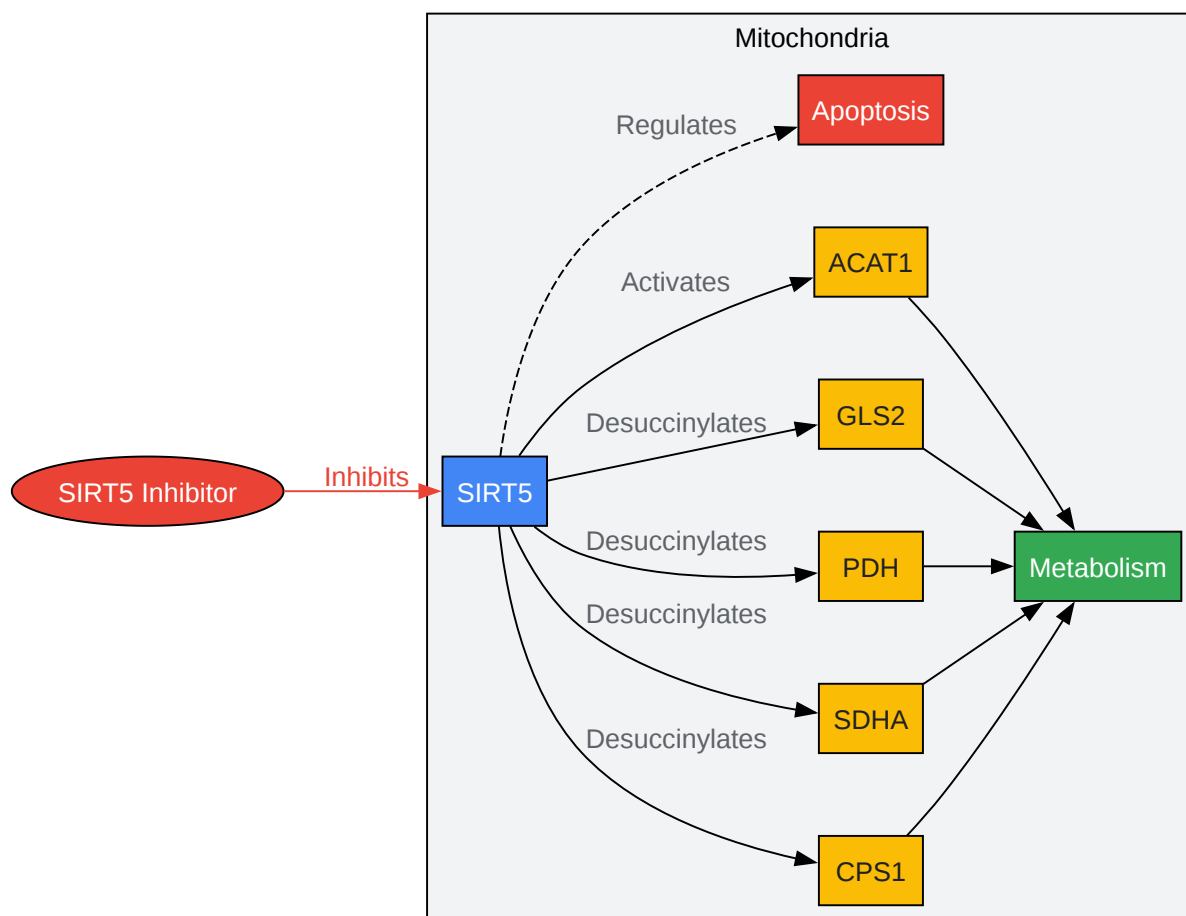 Mitochondria
Apoptosis
Regulates
ACAT1
Activates
GLS2
Desuccinylates
SIRT5 Inhibitor
Inhibits
SIRT5
Desuccinylates
PDH
Metabolism
Desuccinylates
SDHA
Desuccinylates
CPS1